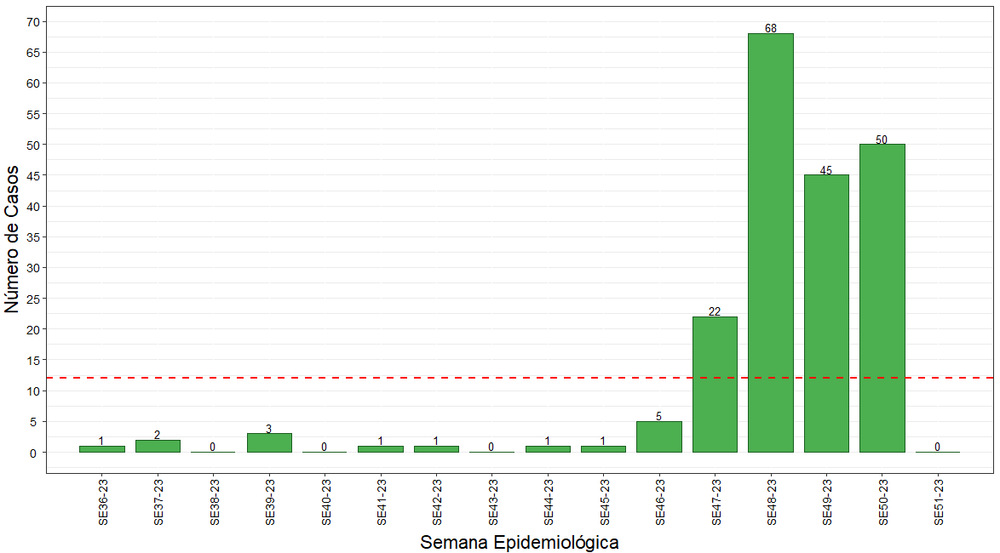 Número de Casos
70
65
60
55
50
45
40
35
30
25
20
15
10
5
0
1
2
0
3
0
1
1
0
1
1
5
22
68
45
50
0
SE36-23
SE37-23
SE38-23
SE39-23
SE40-23
SE41-23
SE42-23
SE43-23
SE44-23
SE45-23
SE46-23
SE47-23
SE48-23
SE49-23
SE50-23
SE51-23
Semana Epidemiológica